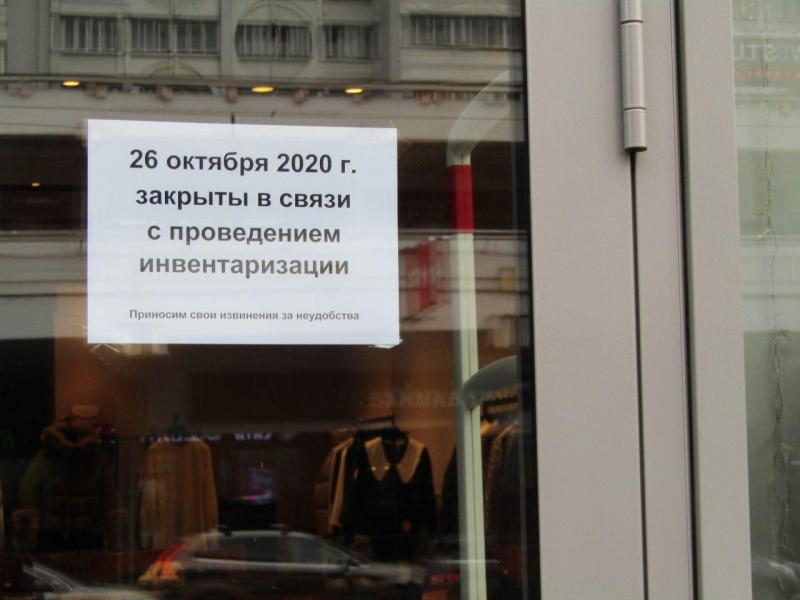 26 октября 2020 г.
закрыты в связи
с проведением
инвентаризации
Приносим свои извинения за неудобства